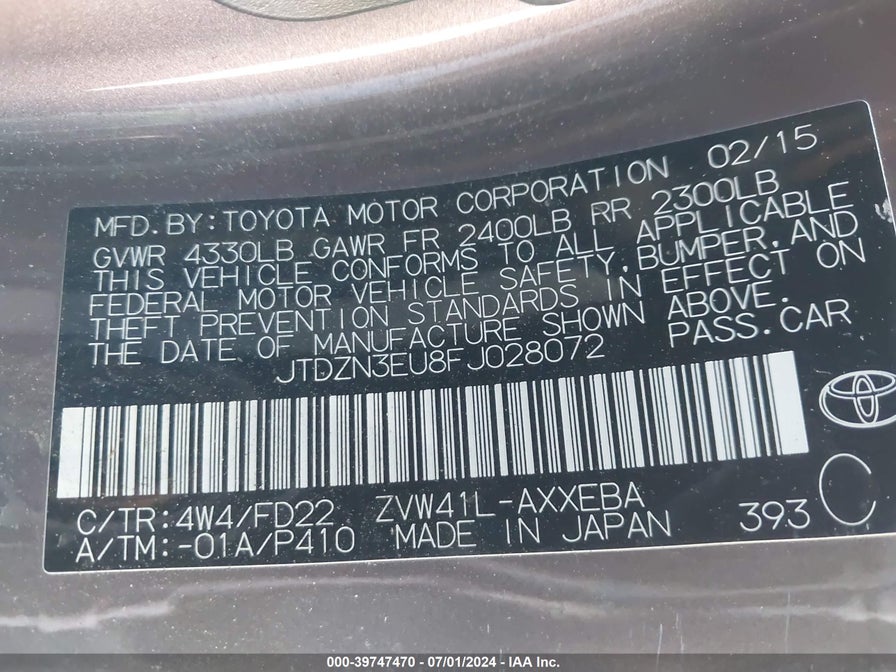 MFD.BY:TOYOTA MOTOR CORPORATION 02/15
GVWR 4330LB GAWR FR 2400LB RR 2300LB
THIS VEHICLE CONFORMS TO ALL APPLICABLE
FEDERAL MOTOR VEHICLE SAFETY,BUMPER,AND
THEFT PREVENTION STANDARDS IN EFFECT ON
THE DATE OF MANUFACTURE SHOWN ABOVE.
JTDZN3EU8FJ028072 PASS.CAR
C/TR:4W4/FD22 ZVW41L-AXXEBA
A/TM:-01A/P410 MADE IN JAPAN 393 C
000-39747470 - 07/01/2024 - IAA Inc.